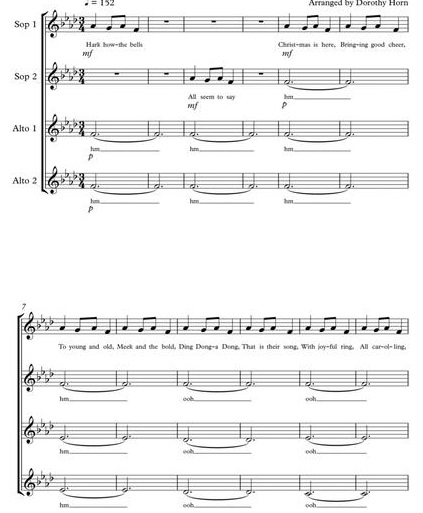 ♩ = 152
Arranged by Dorothy Horn
Sop 1
Hark how-the bells Christ-mas is here, Bring-ing good cheer,
mf mf
Sop 2
All seem to say hm
mf p
Alto 1
hm hm hm
p
Alto 2
hm hm hm
p
7
To young and old, Meek and the bold, Ding Dong-a Dong, That is their song, With joy-ful ring, All car-ol-ling,
hm ooh ooh
hm ooh ooh
hm ooh ooh